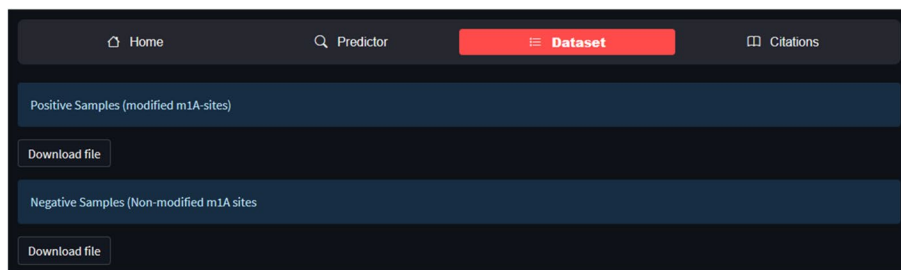 Home Predictor Dataset Citations
Positive Samples (modified m1A-sites)
Download file
Negative Samples (Non-modified m1A sites
Download file